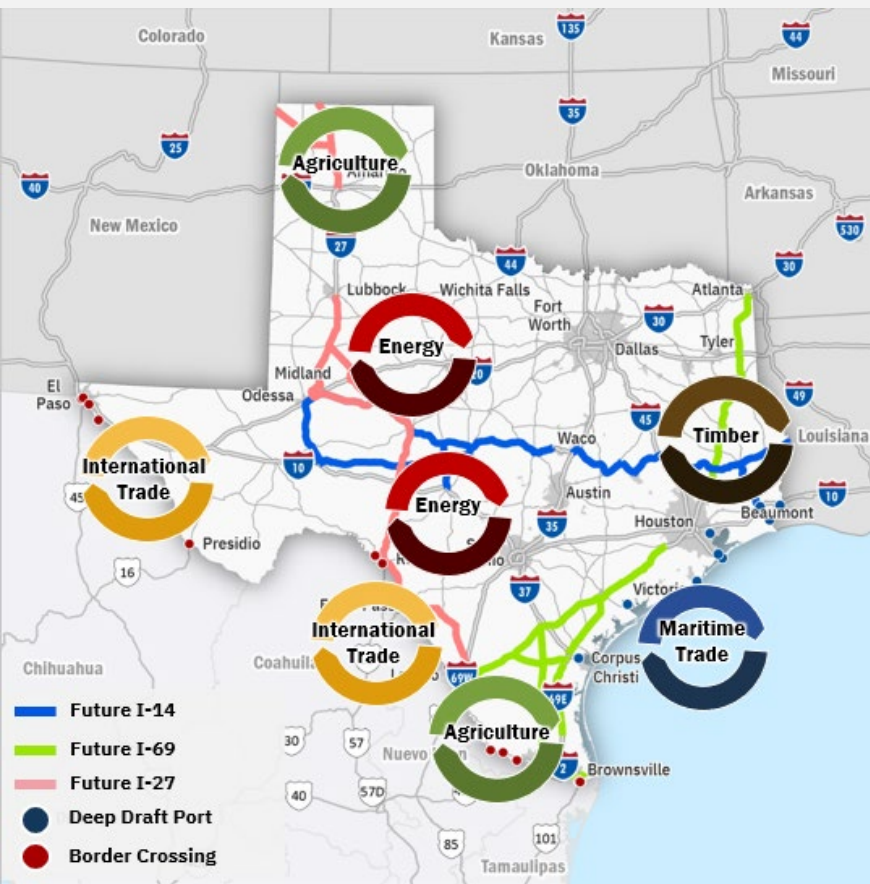 Colorado
Kansas
135
44
Missouri
35
25
40
Oklahoma
Arkansas
New Mexico
530
Agriculture
27
44
30
Lubbock
Wichita Falls
Atlanta
Fort
Worth
30
Dallas
Tyler
Energy
Midland
20
El
Paso
Odessa
49
45
Timber
Louisiana
Waco
International
Trade
10
45
Austin
10
Energy
Houston
Beaumont
35
Presidio
16
37
Victoria
International
Trade
Maritime
Trade
Chihuahua
Coahuila
69W
Corpus
Christi
69E
Future I-14
Agriculture
30
57
Nuevo
Future I-69
2
Brownsville
Future I-27
40
57D
Deep Draft Port
85
101
Border Crossing
Tamaulipas